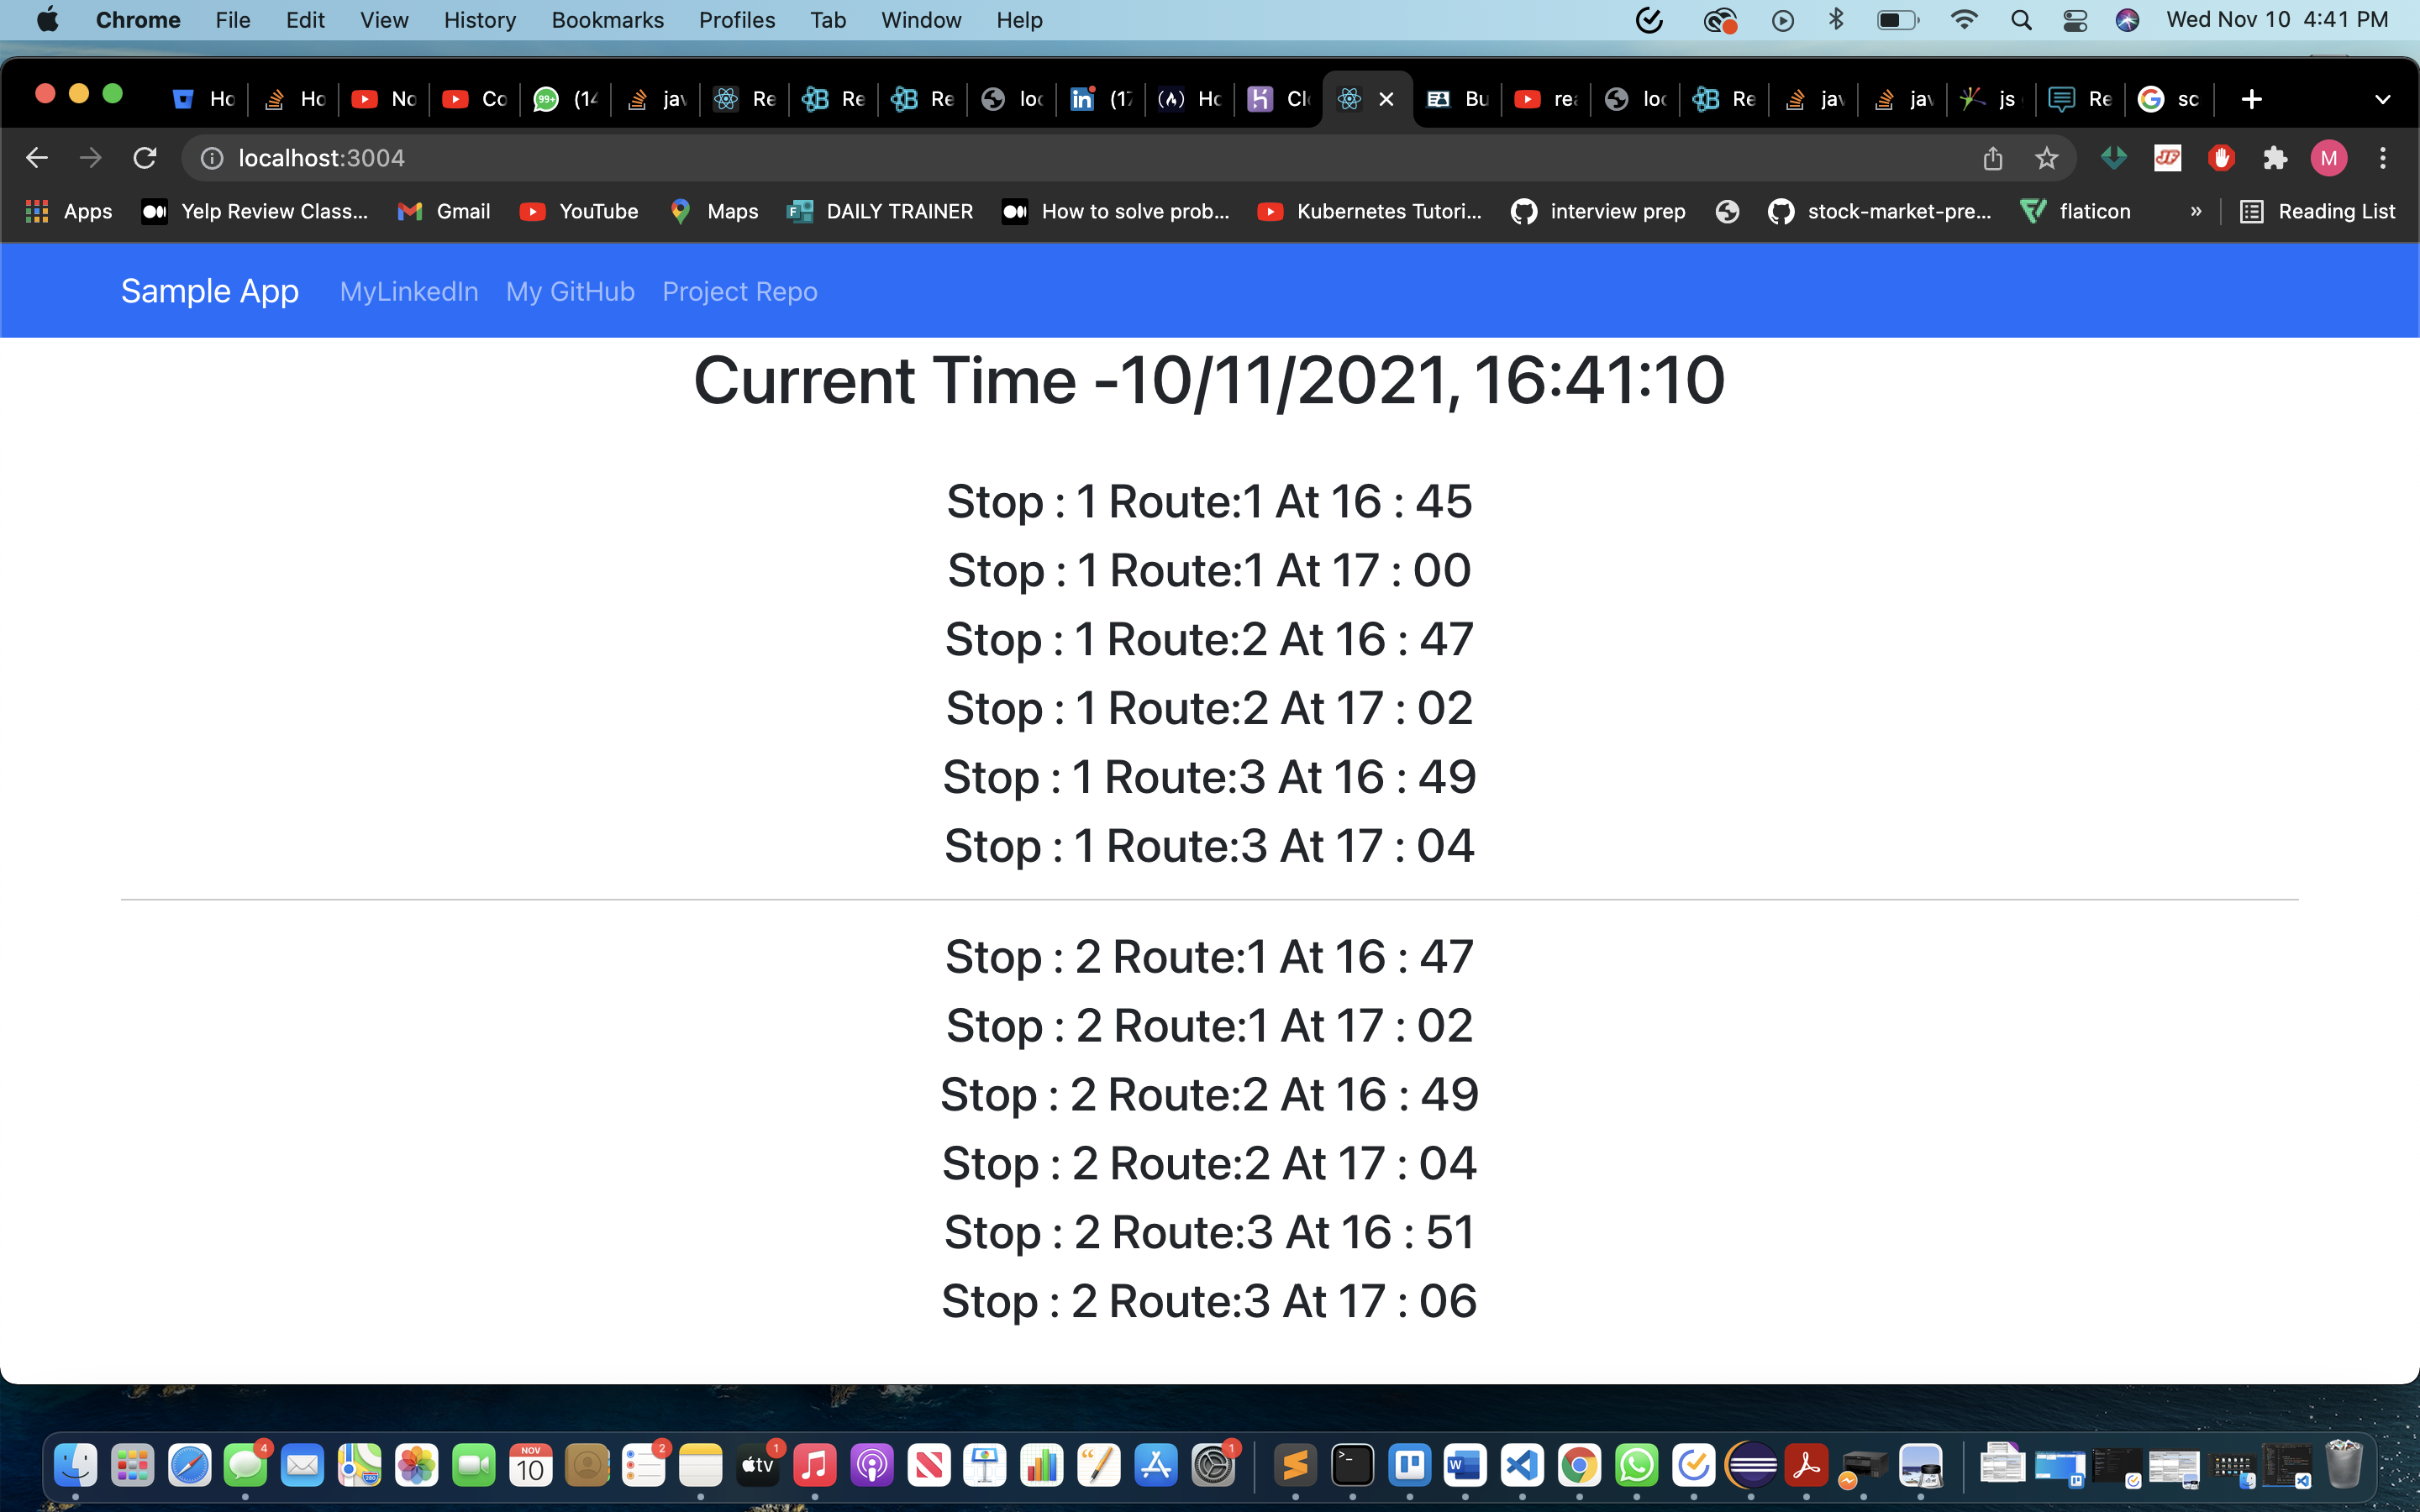 Chrome File Edit View History Bookmarks Profiles Tab Window Help Wed Nov 10 4:41 PM
Ho Ho No Co 99+ (14 jav Re Re Re loc (17 Ho Cl Bu rea loc Re jav jav js Re sc
localhost:3004 M
Apps Yelp Review Class... Gmail YouTube Maps DAILY TRAINER How to solve prob... Kubernetes Tutori... interview prep stock-market-pre... flaticon » Reading List
Sample App MyLinkedIn My GitHub Project Repo
Current Time -10/11/2021, 16:41:10
Stop : 1 Route:1 At 16 : 45
Stop : 1 Route:1 At 17 : 00
Stop : 1 Route:2 At 16 : 47
Stop : 1 Route:2 At 17 : 02
Stop : 1 Route:3 At 16 : 49
Stop : 1 Route:3 At 17 : 04
Stop : 2 Route:1 At 16 : 47
Stop : 2 Route:1 At 17 : 02
Stop : 2 Route:2 At 16 : 49
Stop : 2 Route:2 At 17 : 04
Stop : 2 Route:3 At 16 : 51
Stop : 2 Route:3 At 17 : 06
4 NOV 10 2 tv 1 1